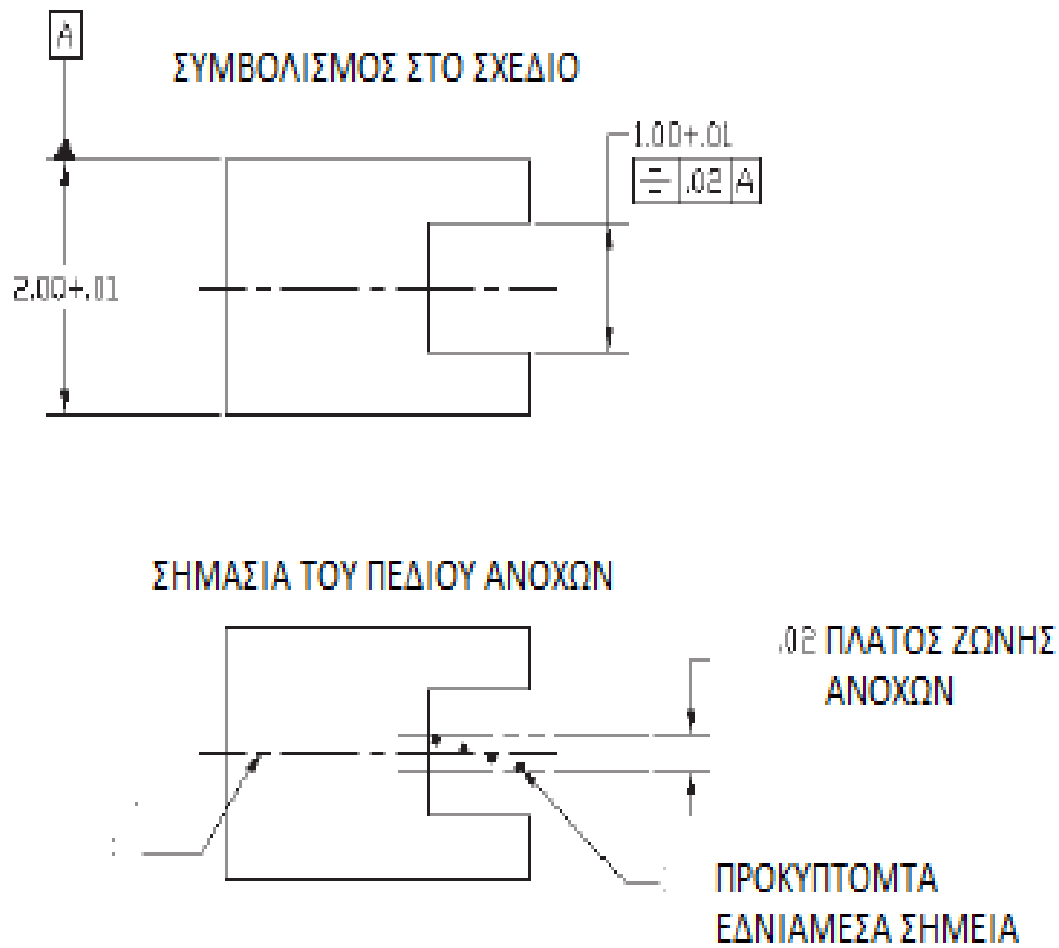 A
ΣΥΜΒΟΛΙΣΜΟΣ ΣΤΟ ΣΧΕΔΙΟ
1.00+.01
.02 A
2.00+.01
ΣΗΜΑΣΙΑ ΤΟΥ ΠΕΔΙΟΥ ΑΝΟΧΩΝ
.02 ΠΛΑΤΟΣ ΖΩΝΗΣ
ΑΝΟΧΩΝ
ΠΡΟΚΥΠΤΟΜΤΑ
ΕΔΝΙΑΜΕΣΑ ΣΗΜΕΙΑ